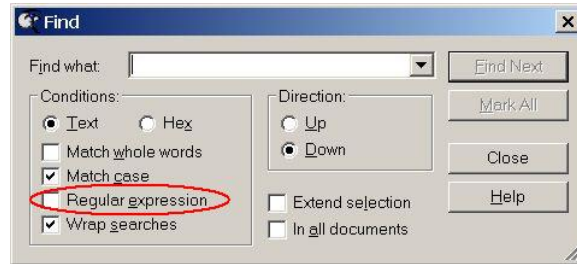 Find
Find what:
Find Next
Conditions:
Direction:
Mark All
Text Hex
Up
Match whole words
Down
Close
Match case
Regular expression
Extend selection
Help
Wrap searches
In all documents